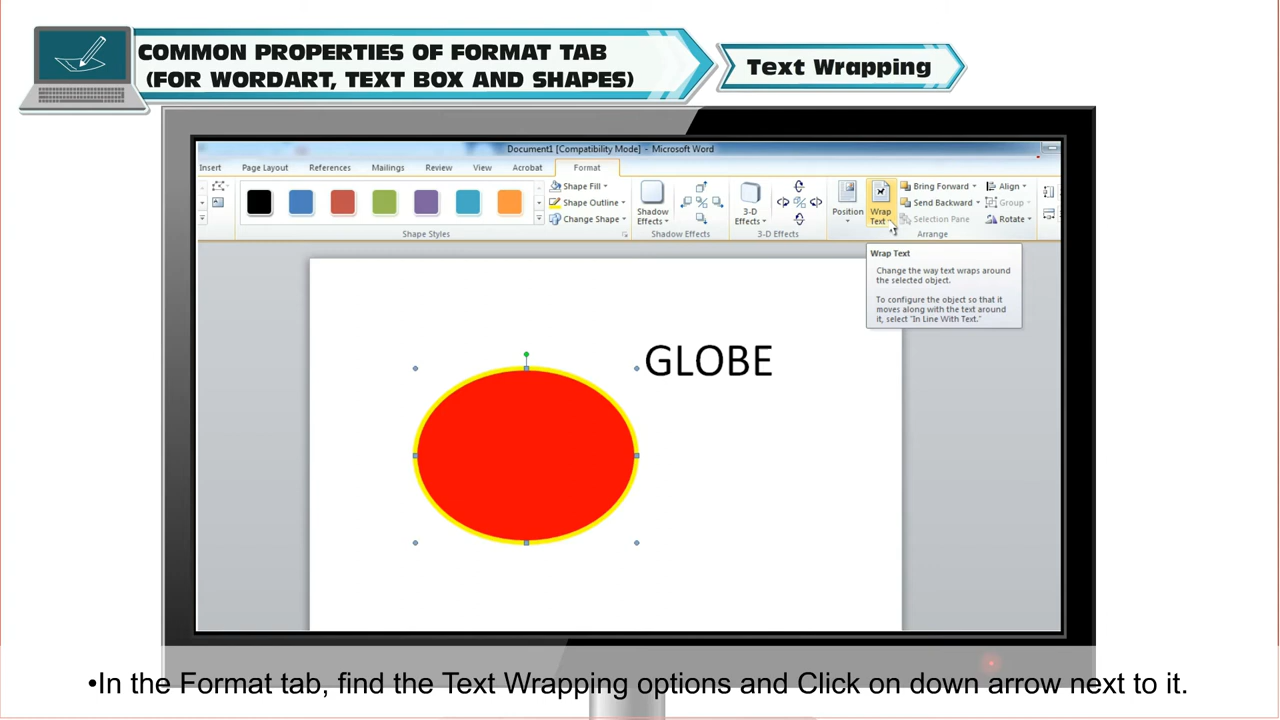 COMMON PROPERTIES OF FORMAT TAB
(FOR WORDART, TEXT BOX AND SHAPES)
Text Wrapping
Document1 [Compatibility Mode] - Microsoft Word
Insert Page Layout References Mailings Review View Acrobat Format
Shape Fill
Shape Outline
Change Shape
Shape Styles
Shadow
Effects
Shadow Effects
3-D
Effects
3-D Effects
Position
Wrap
Text
Bring Forward
Send Backward
Selection Pane
Align
Group
Rotate
Arrange
Wrap Text
Change the way text wraps around
the selected object.
To configure the object so that it
moves along with the text around
it, select "In Line With Text."
GLOBE
•In the Format tab, find the Text Wrapping options and Click on down arrow next to it.